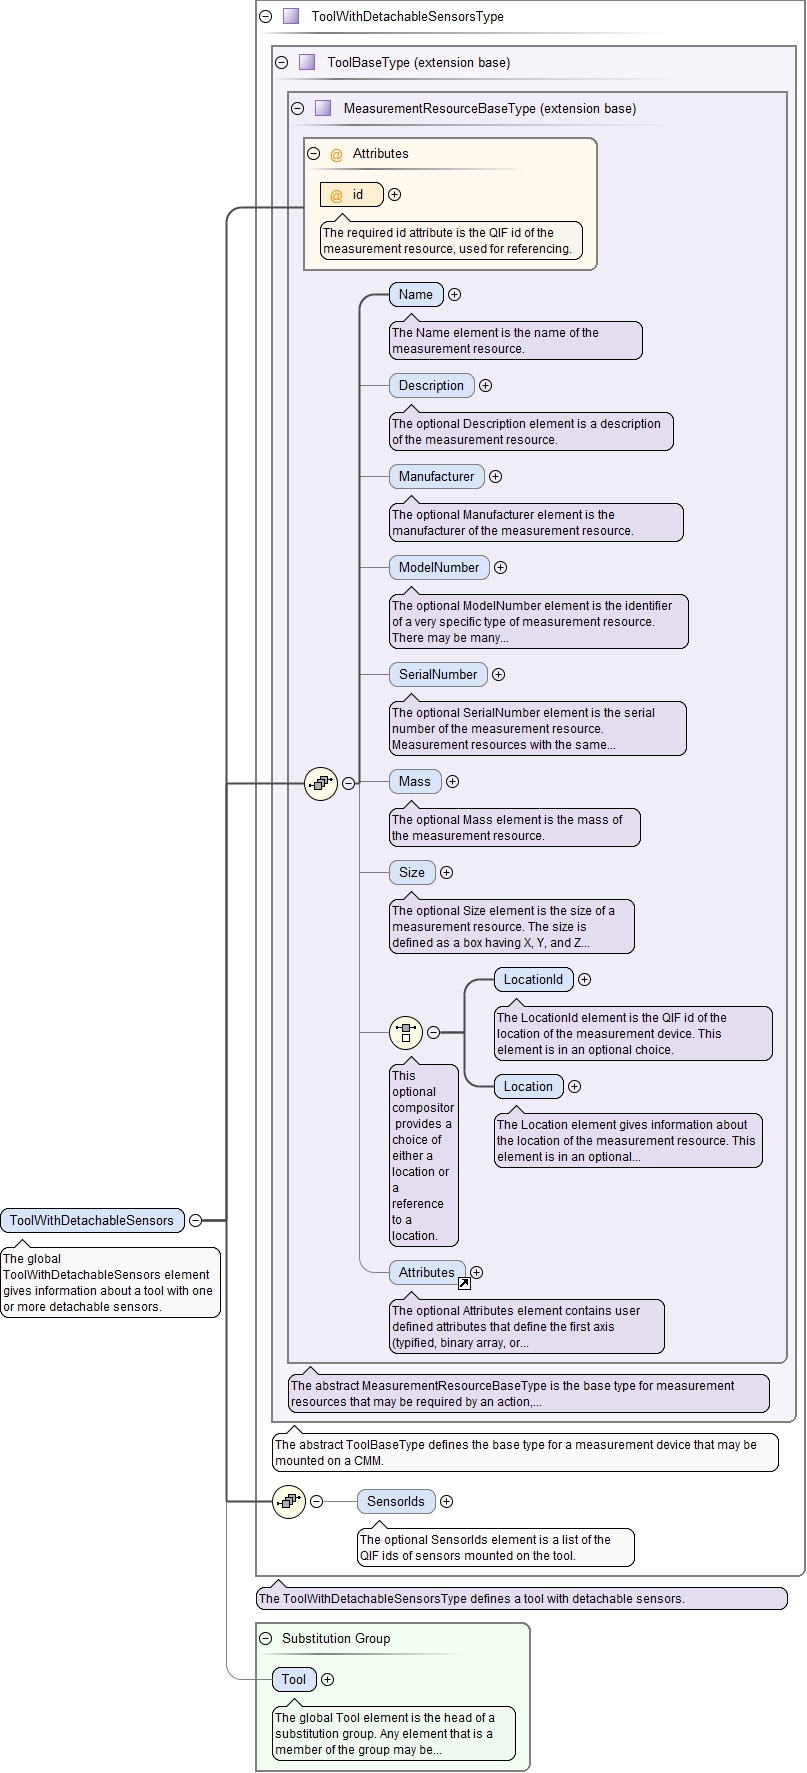 ToolWithDetachableSensorsType
ToolBaseType (extension base)
MeasurementResourceBaseType (extension base)
@ Attributes
@ id
The required id attribute is the QIF id of the
measurement resource, used for referencing.
Name
The Name element is the name of the
measurement resource.
Description
The optional Description element is a description
of the measurement resource.
Manufacturer
The optional Manufacturer element is the
manufacturer of the measurement resource.
ModelNumber
The optional ModelNumber element is the identifier
of a very specific type of measurement resource.
There may be many...
SerialNumber
The optional SerialNumber element is the serial
number of the measurement resource.
Measurement resources with the same...
Mass
The optional Mass element is the mass of
the measurement resource.
Size
The optional Size element is the size of a
measurement resource. The size is
defined as a box having X, Y, and Z...
LocationId
The LocationId element is the QIF id of the
location of the measurement device. This
element is in an optional choice.
This
optional
compositor
provides a
choice of
either a
location or
a
reference
to a
location.
Location
The Location element gives information about
the location of the measurement resource. This
element is in an optional...
Attributes
The optional Attributes element contains user
defined attributes that define the first axis
(typified, binary array, or...
The abstract MeasurementResourceBaseType is the base type for measurement
resources that may be required by an action,...
The abstract ToolBaseType defines the base type for a measurement device that may be
mounted on a CMM.
ToolWithDetachableSensors
The global
ToolWithDetachableSensors element
gives information about a tool with one
or more detachable sensors.
SensorIds
The optional SensorIds element is a list of the
QIF ids of sensors mounted on the tool.
The ToolWithDetachableSensorsType defines a tool with detachable sensors.
Substitution Group
Tool
The global Tool element is the head of a
substitution group. Any element that is a
member of the group may be...